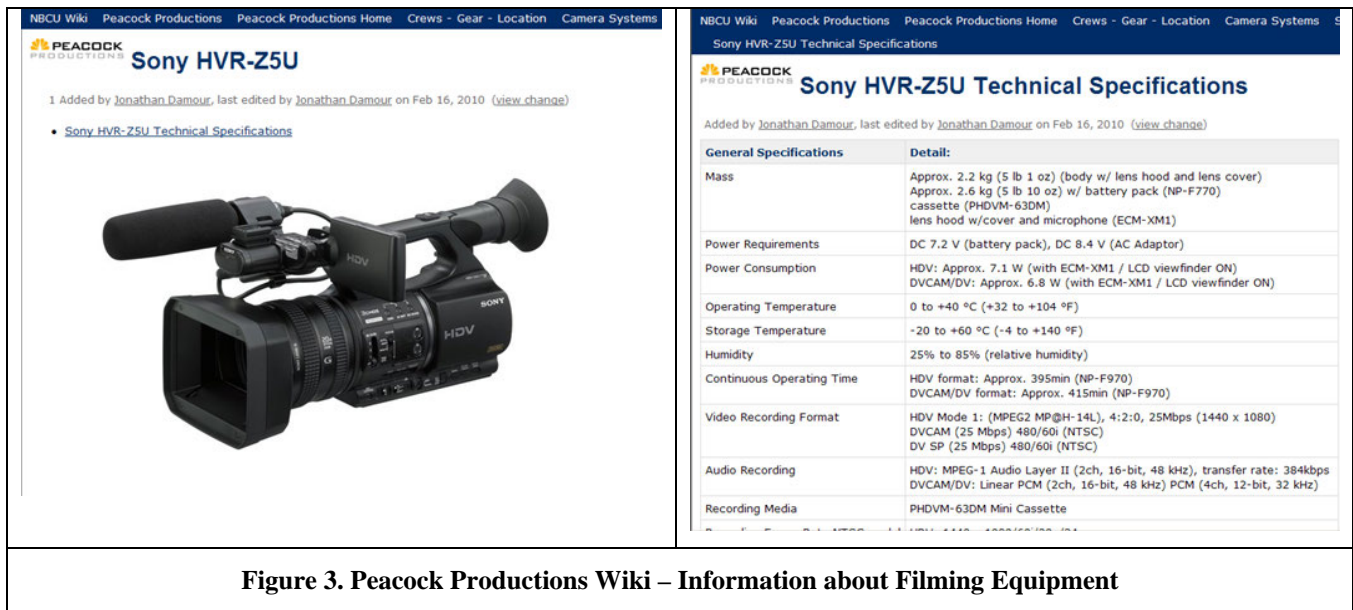 NBCU Wiki Peacock Productions Peacock Productions Home Crews - Gear - Location Camera Systems
PEACOCK
PRODUCTIONS
Sony HVR-Z5U
1 Added by Jonathan Damour, last edited by Jonathan Damour on Feb 16, 2010 (view change)
• Sony HVR-Z5U Technical Specifications
HDV
SONY
HDV
G
NBCU Wiki Peacock Productions Peacock Productions Home Crews - Gear - Location Camera Systems S
Sony HVR-Z5U Technical Specifications
PEACOCK
PRODUCTIONS
Sony HVR-Z5U Technical Specifications
Added by Jonathan Damour, last edited by Jonathan Damour on Feb 16, 2010 (view change)
General Specifications Detail:
Mass Approx. 2.2 kg (5 lb 1 oz) (body w/ lens hood and lens cover)
Approx. 2.6 kg (5 lb 10 oz) w/ battery pack (NP-F770)
cassette (PHDVM-63DM)
lens hood w/cover and microphone (ECM-XM1)
Power Requirements DC 7.2 V (battery pack), DC 8.4 V (AC Adaptor)
Power Consumption HDV: Approx. 7.1 W (with ECM-XM1 / LCD viewfinder ON)
DVCAM/DV: Approx. 6.8 W (with ECM-XM1 / LCD viewfinder ON)
Operating Temperature 0 to +40 °C (+32 to +104 °F)
Storage Temperature -20 to +60 °C (-4 to +140 °F)
Humidity 25% to 85% (relative humidity)
Continuous Operating Time HDV format: Approx. 395min (NP-F970)
DVCAM/DV format: Approx. 415min (NP-F970)
Video Recording Format HDV Mode 1: (MPEG2 MP@H-14L), 4:2:0, 25Mbps (1440 x 1080)
DVCAM (25 Mbps) 480/60i (NTSC)
DV SP (25 Mbps) 480/60i (NTSC)
Audio Recording HDV: MPEG-1 Audio Layer II (2ch, 16-bit, 48 kHz), transfer rate: 384kbps
DVCAM/DV: Linear PCM (2ch, 16-bit, 48 kHz) PCM (4ch, 12-bit, 32 kHz)
Recording Media PHDVM-63DM Mini Cassette
Figure 3. Peacock Productions Wiki – Information about Filming Equipment